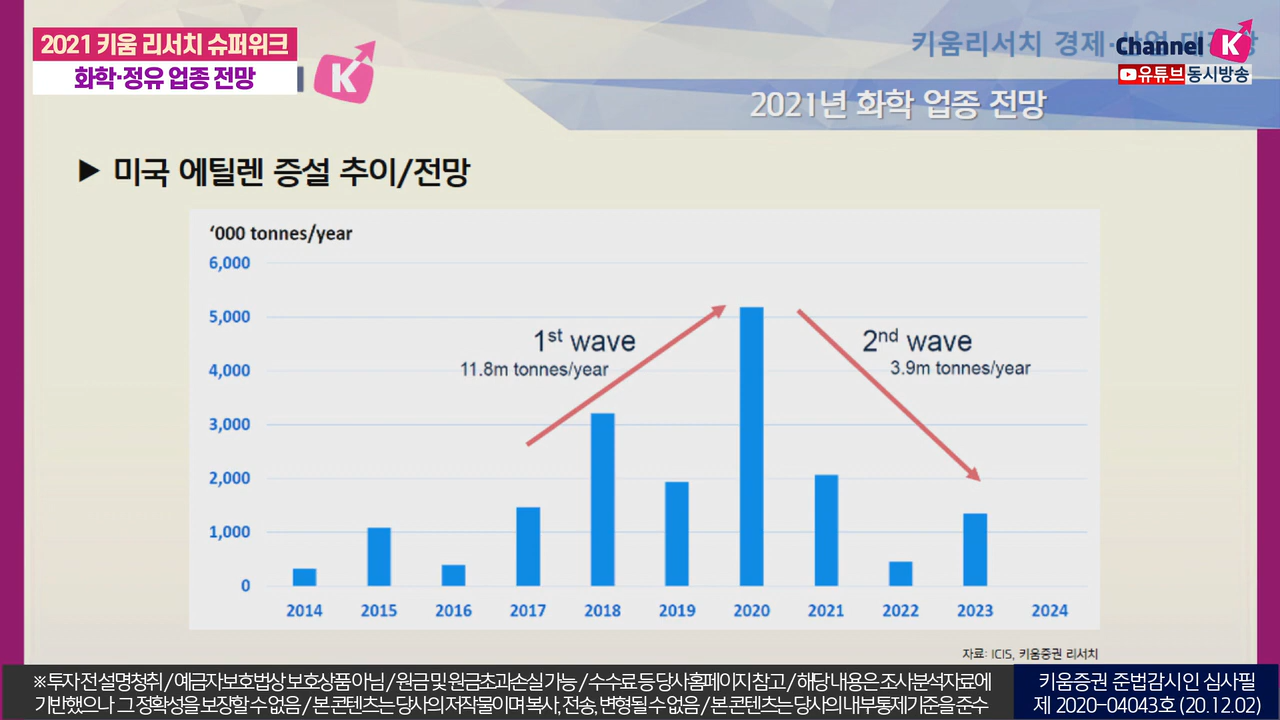 2021 키움 리서치 슈퍼위크
화학·정유 업종 전망
K
키움리서치 경제·산업
Channel K
유튜브동시방송
2021년 화학 업종 전망
▶ 미국 에틸렌 증설 추이/전망
‘000 tonnes/year
6,000
5,000
4,000
3,000
2,000
1,000
0
1st wave
11.8m tonnes/year
2nd wave
3.9m tonnes/year
2014 2015 2016 2017 2018 2019 2020 2021 2022 2023 2024
자료: ICIS, 키움증권 리서치
※ 투자 전 설명청취 / 예금자보호법상 보호상품 아님 / 원금 및 원금초과손실 가능 / 수수료 등 당사홈페이지 참고 / 해당 내용은 조사분석자료에
기반했으나 그 정확성을 보장할 수 없음 / 본 콘텐츠는 당사의 저작물이며 복사, 전송, 변형될 수 없음 / 본 콘텐츠는 당사의 내부통제기준을 준수
키움증권 준법감시인 심사필
제 2020-04043호 (20.12.02)